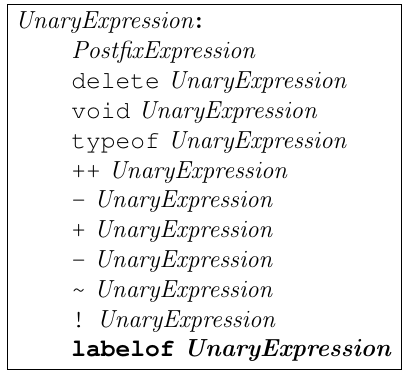 UnaryExpression:
PostfixExpression
delete UnaryExpression
void UnaryExpression
typeof UnaryExpression
++ UnaryExpression
– UnaryExpression
+ UnaryExpression
− UnaryExpression
~ UnaryExpression
! UnaryExpression
labelof UnaryExpression